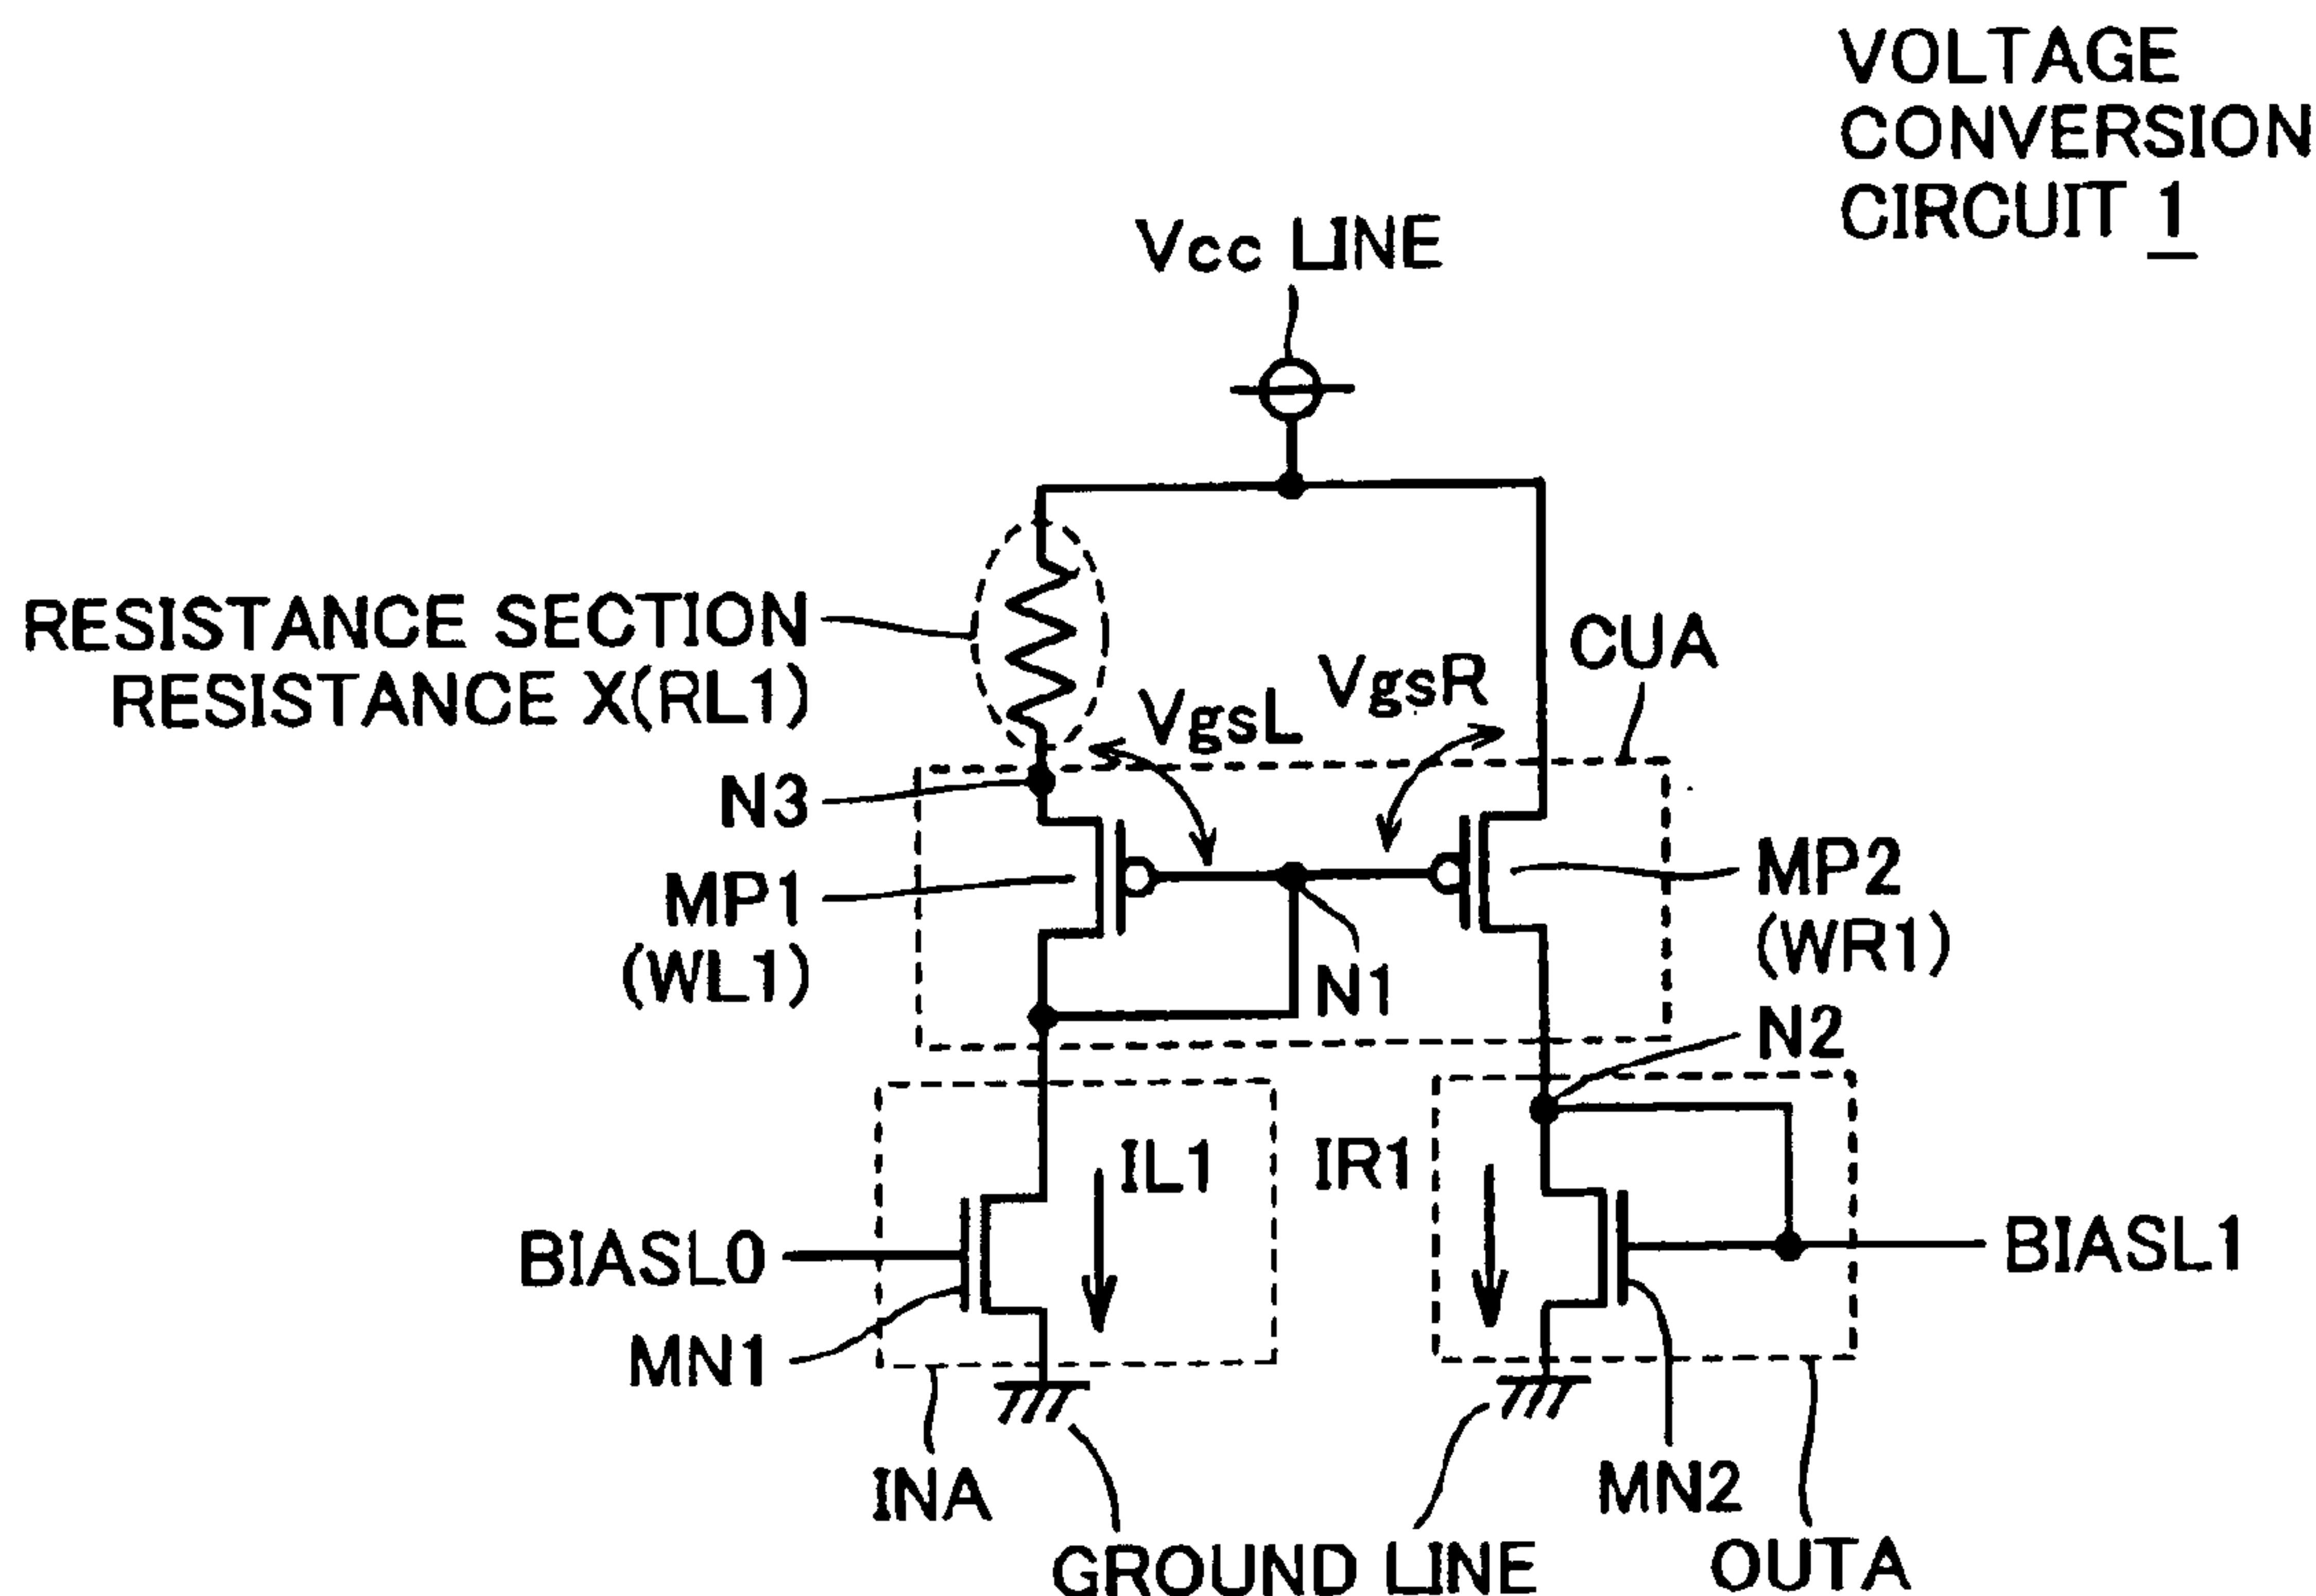 VOLTAGE
CONVERSION
CIRCUIT 1
Vcc LINE
RESISTANCE SECTION
RESISTANCE X(RL1)
CUA
VgsL
VgsR
N3
MP1
(WL1)
MP2
(WR1)
N1
N2
IL1
IR1
BIASL0
BIASL1
MN1
INA
MN2
GROUND LINE
OUTA